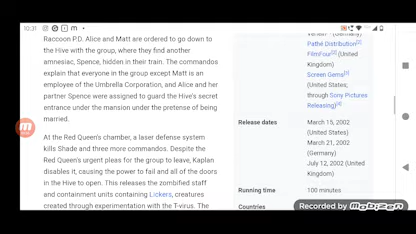 10:31
Raccoon P.D. Alice and Matt are ordered to go down to
the Hive with the group, where they find another
amnesiac, Spence, hidden in their train. The commandos
explain that everyone in the group except Matt is an
employee of the Umbrella Corporation, and Alice and her
partner Spence were assigned to guard the Hive's secret
entrance under the mansion under the pretense of being
married.
At the Red Queen's chamber, a laser defense system
kills Shade and three more commandos. Despite the
Red Queen's urgent pleas for the group to leave, Kaplan
disables it, causing the power to fail and all of the doors
in the Hive to open. This releases the zombified staff
and containment units containing Lickers, creatures
created through experimentation with the T-virus. The
Pathé Distribution[2]
FilmFour[2] (United
Kingdom)
Screen Gems[3]
(United States;
through Sony Pictures
Releasing)[4]
Release dates
March 15, 2002
(United States)
March 21, 2002
(Germany)
July 12, 2002 (United
Kingdom)
Running time
100 minutes
Countries
Recorded by Mobizen